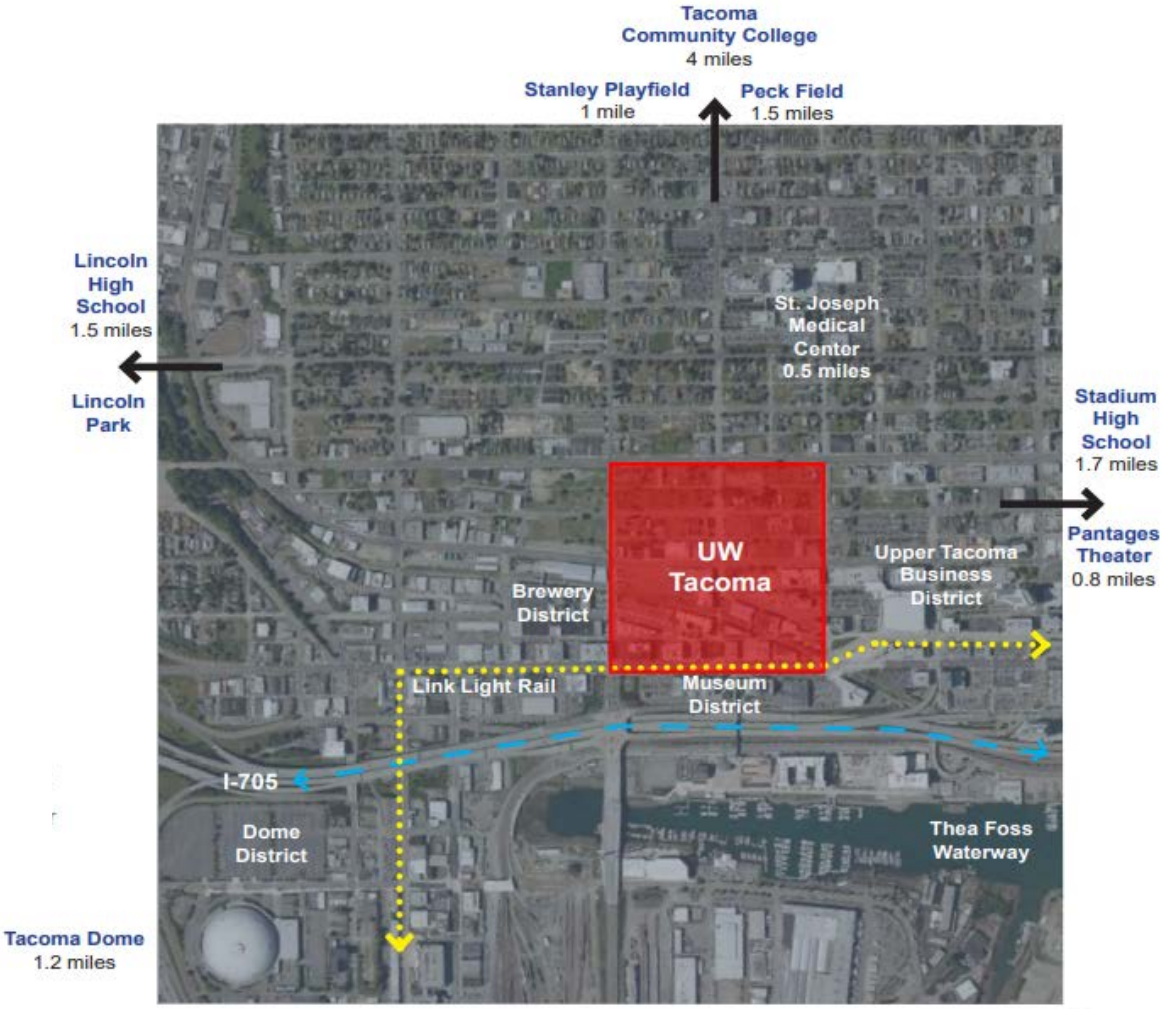 Tacoma
Community College
4 miles
Stanley Playfield
1 mile
Peck Field
1.5 miles
Lincoln
High
School
1.5 miles
Lincoln
Park
St. Joseph
Medical
Center
0.5 miles
Stadium
High
School
1.7 miles
Pantages
Theater
0.8 miles
UW
Tacoma
Upper Tacoma
Business
District
Brewery
District
Link Light Rail
Museum
District
I-705
Dome
District
Thea Foss
Waterway
Tacoma Dome
1.2 miles